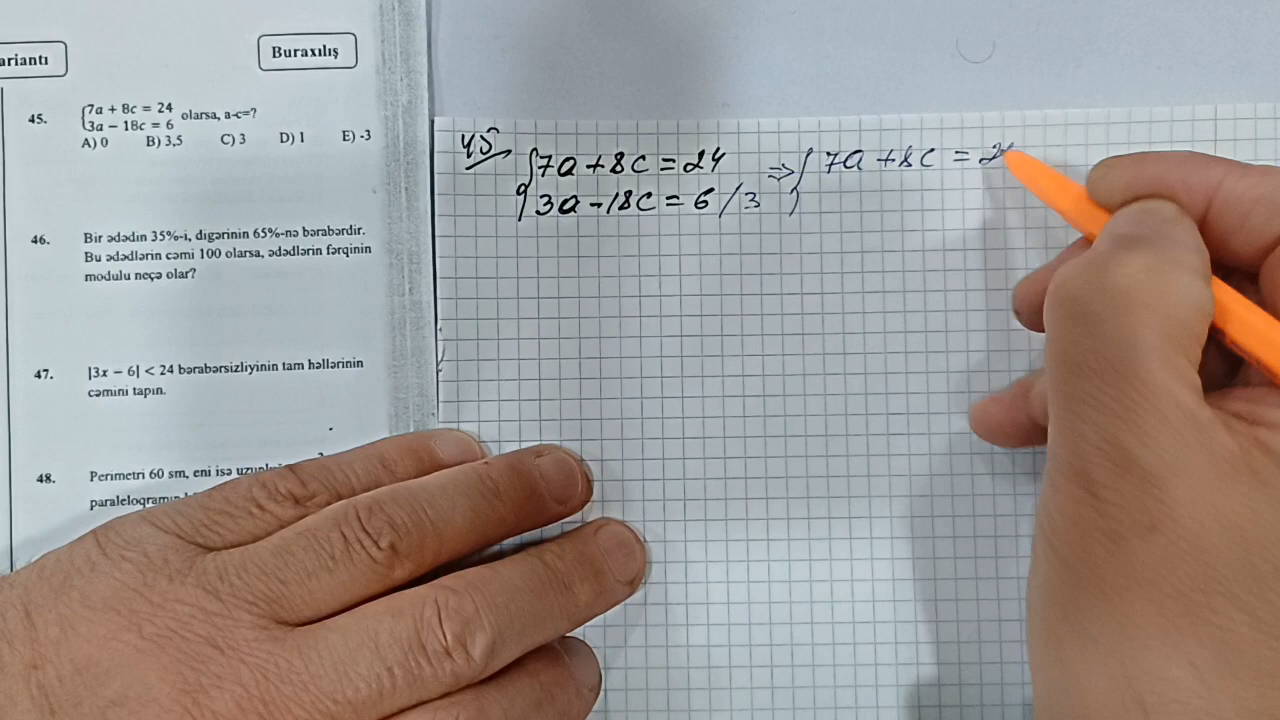 ariantı
Buraxılış
45. {7a + 8c = 24
3a − 18c = 6 olarsa, a-c=?
A) 0 B) 3,5 C) 3 D) 1 E) -3
46. Bir ədədin 35%-i, digərinin 65%-nə bərabərdir.
Bu ədədlərin cəmi 100 olarsa, ədədlərin fərqinin
modulu neçə olar?
47. |3x − 6| < 24 bərabərsizliyinin tam həllərinin
cəmini tapın.
48. Perimetri 60 sm, eni isə
paraleloqramın
45
{7a + 8c = 24 ⇒ { 7a + 8c = 2
3a - 18c = 6 / 3